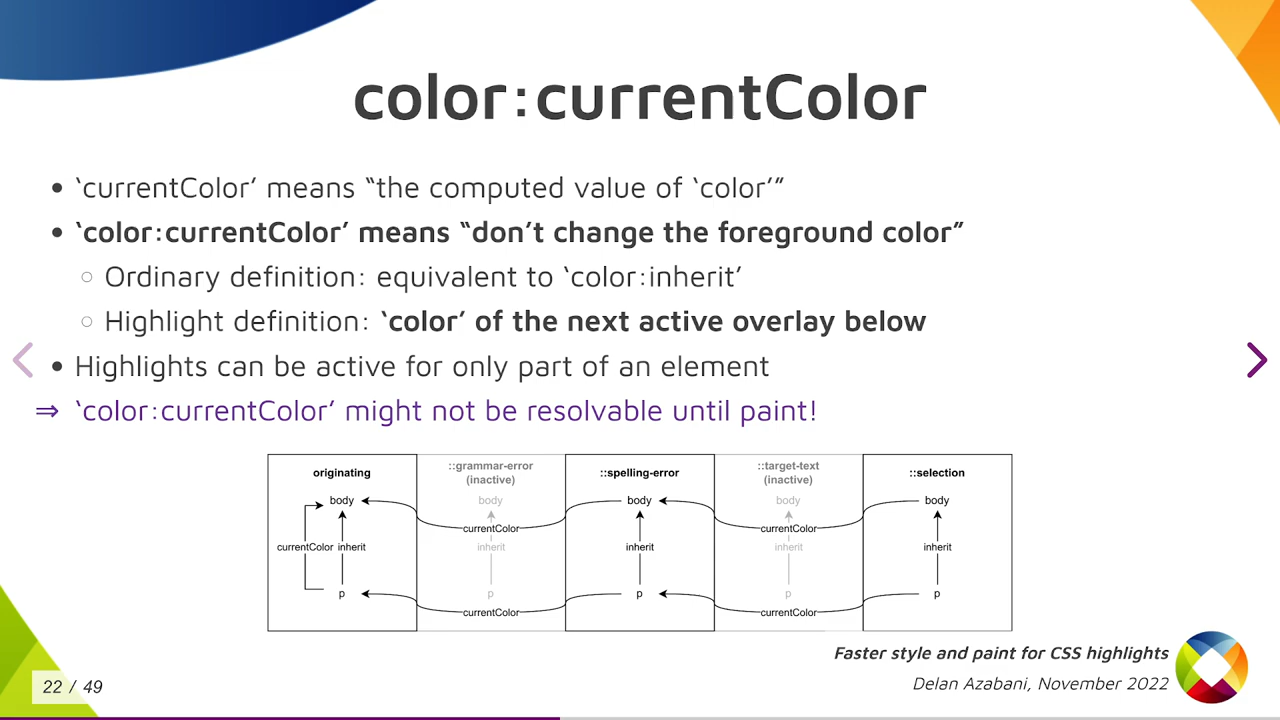 color:currentColor
• ‘currentColor’ means “the computed value of ‘color’”
• ‘color:currentColor’ means “don’t change the foreground color”
○ Ordinary definition: equivalent to ‘color:inherit’
○ Highlight definition: ‘color’ of the next active overlay below
• Highlights can be active for only part of an element
⇒ ‘color:currentColor’ might not be resolvable until paint!
originating ::grammar-error ::spelling-error ::target-text ::selection
(inactive) (inactive)
body body body body body
currentColor currentColor
currentColor inherit inherit inherit inherit inherit
p p p p p
currentColor currentColor
Faster style and paint for CSS highlights
Delan Azabani, November 2022
22 / 49